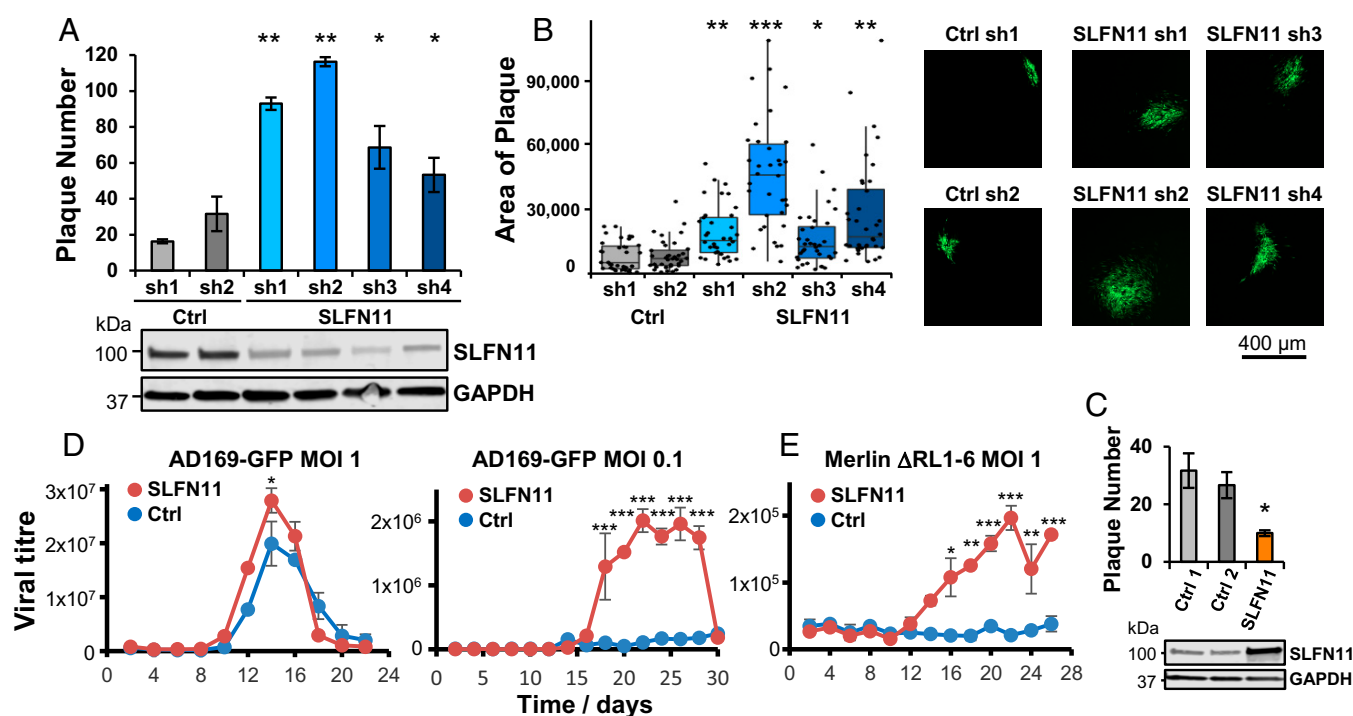 A
Plaque Number
120
100
80
60
40
20
0
** ** * *
sh1 sh2 sh1 sh2 sh3 sh4
Ctrl SLFN11
kDa
100 SLFN11
37 GAPDH
B
Area of Plaque
90,000
60,000
30,000
0
** *** * **
sh1 sh2 sh1 sh2 sh3 sh4
Ctrl SLFN11
Ctrl sh1 SLFN11 sh1 SLFN11 sh3
Ctrl sh2 SLFN11 sh2 SLFN11 sh4
400 µm
C
Plaque Number
40
20
0
*
Ctrl 1 Ctrl 2 SLFN11
kDa
100 SLFN11
37 GAPDH
D
AD169-GFP MOI 1
Viral titre
3x10⁷
2x10⁷
1x10⁷
0
SLFN11
Ctrl
*
0 4 8 12 16 20 24
AD169-GFP MOI 0.1
2x10⁶
1x10⁶
0
SLFN11
Ctrl
*** *** *** *** *** ***
0 5 10 15 20 25 30
E
Merlin ΔRL1-6 MOI 1
2x10⁵
1x10⁵
0
SLFN11
Ctrl
* ** *** *** ** ***
0 4 8 12 16 20 24 28
Time / days